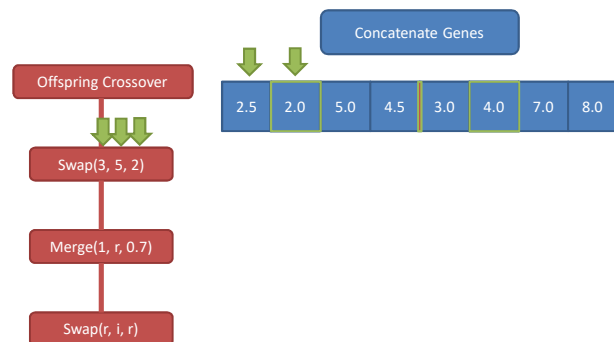 Concatenate Genes
Offspring Crossover
2.5 2.0 5.0 4.5 3.0 4.0 7.0 8.0
Swap(3, 5, 2)
Merge(1, r, 0.7)
Swap(r, i, r)